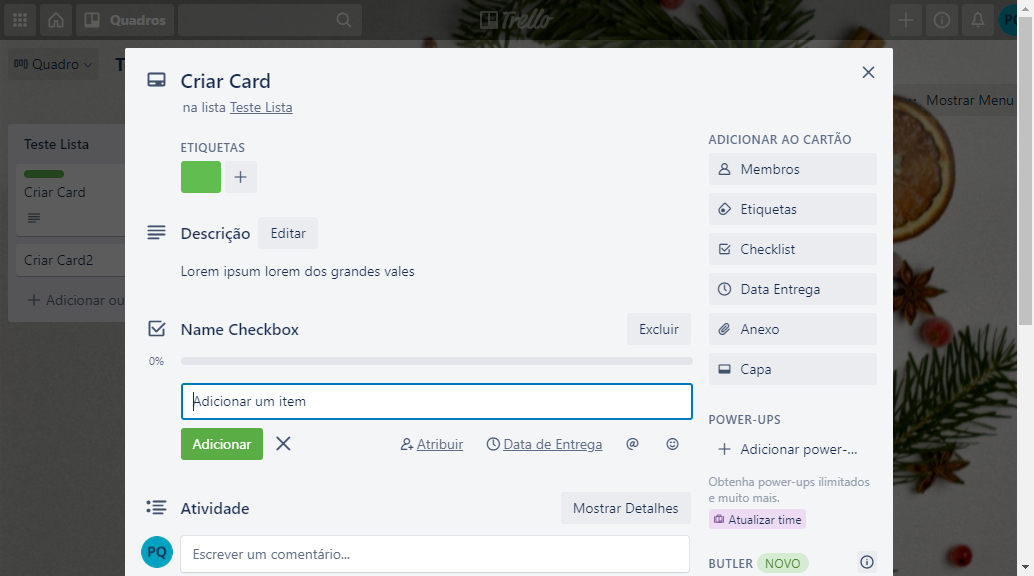 Quadros
Trello
Quadro
T
Mostrar Menu
PQ
Teste Lista
Criar Card
Criar Card2
Adicionar ou
Criar Card
na lista Teste Lista
ETIQUETAS
Descrição
Editar
Lorem ipsum lorem dos grandes vales
Name Checkbox
Excluir
0%
Adicionar um item
Adicionar
Atribuir
Data de Entrega
@
Atividade
Mostrar Detalhes
PQ
Escrever um comentário...
ADICIONAR AO CARTÃO
Membros
Etiquetas
Checklist
Data Entrega
Anexo
Capa
POWER-UPS
Adicionar power-...
Obtenha power-ups ilimitados
e muito mais.
Atualizar time
BUTLER NOVO